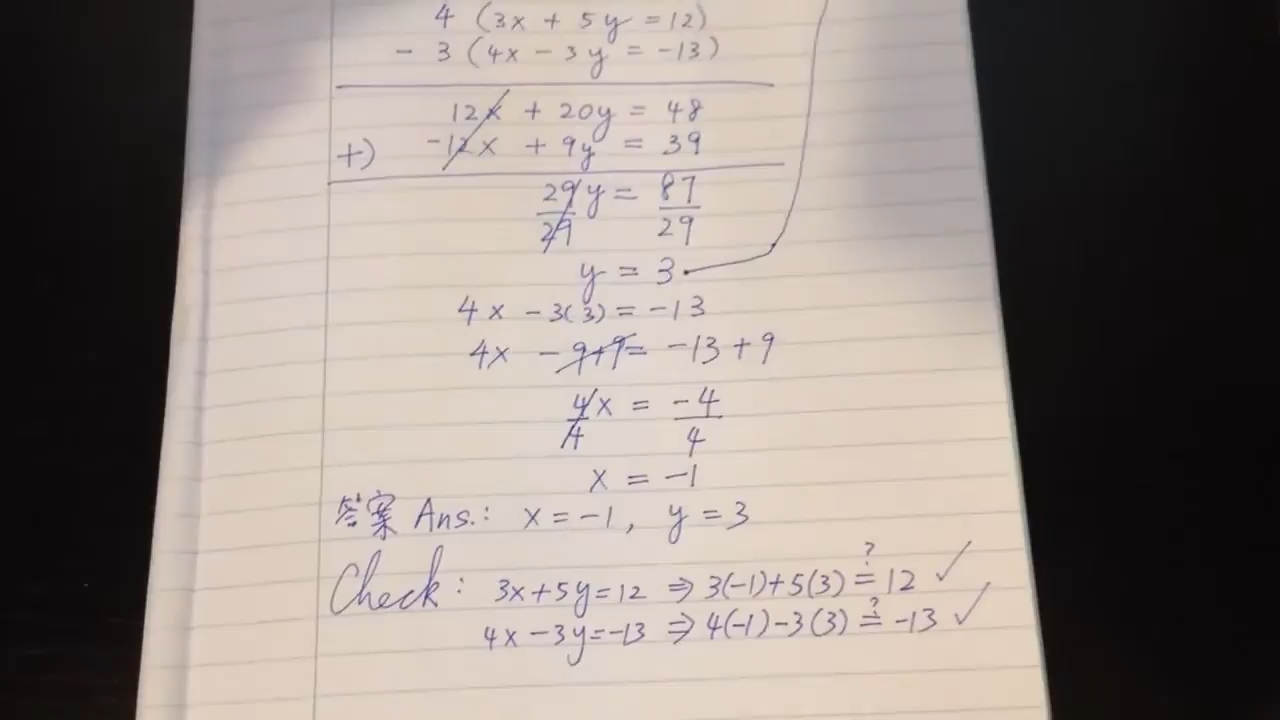 4 (3x + 5y = 12)
- 3 (4x - 3y = -13)
12x + 20y = 48
+) -12x + 9y = 39
29y/29 = 87/29
y = 3
4x - 3(3) = -13
4x - 9+9 = -13 + 9
4x/4 = -4/4
x = -1
答案 Ans.: x = -1, y = 3
Check: 3x+5y=12 ⇒ 3(-1)+5(3) ≟ 12 ✓
4x-3y=-13 ⇒ 4(-1)-3(3) ≟ -13 ✓